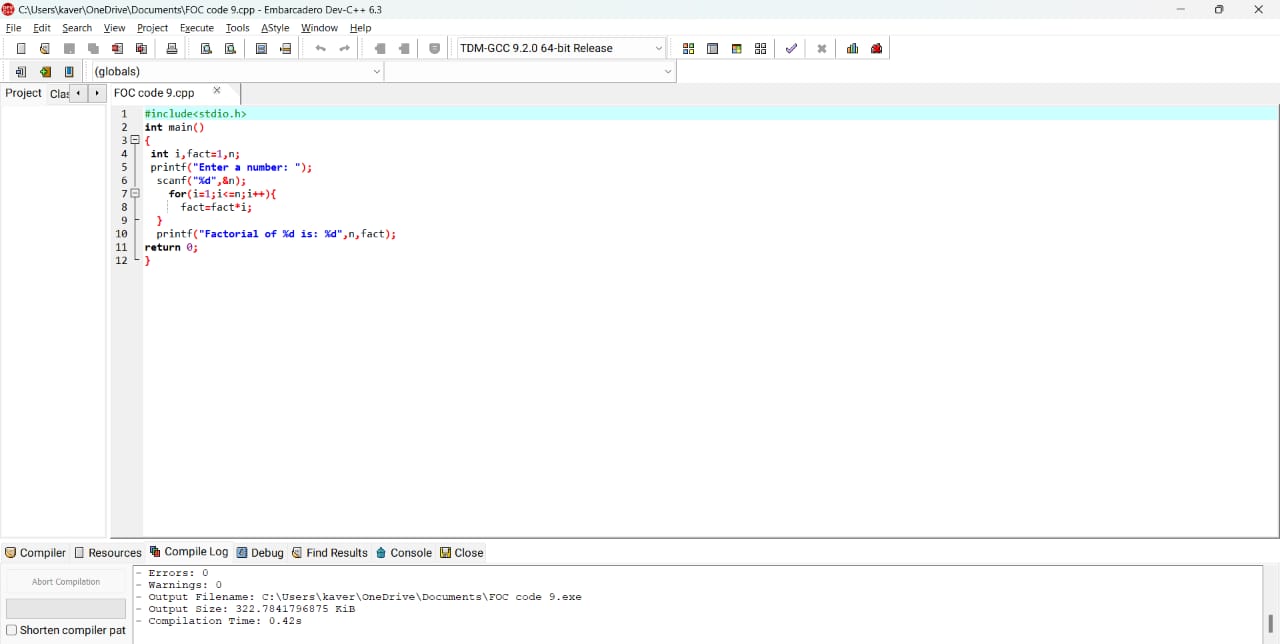 C:\Users\kaver\OneDrive\Documents\FOC code 9.cpp - Embarcadero Dev-C++ 6.3
File Edit Search View Project Execute Tools AStyle Window Help
TDM-GCC 9.2.0 64-bit Release
(globals)
Project Clas FOC code 9.cpp
1 #include<stdio.h>
2 int main()
3 {
4 int i,fact=1,n;
5 printf("Enter a number: ");
6 scanf("%d",&n);
7 for(i=1;i<=n;i++){
8 fact=fact*i;
9 }
10 printf("Factorial of %d is: %d",n,fact);
11 return 0;
12 }
Compiler Resources Compile Log Debug Find Results Console Close
Abort Compilation
Shorten compiler pat
- Errors: 0
- Warnings: 0
- Output Filename: C:\Users\kaver\OneDrive\Documents\FOC code 9.exe
- Output Size: 322.7841796875 KiB
- Compilation Time: 0.42s